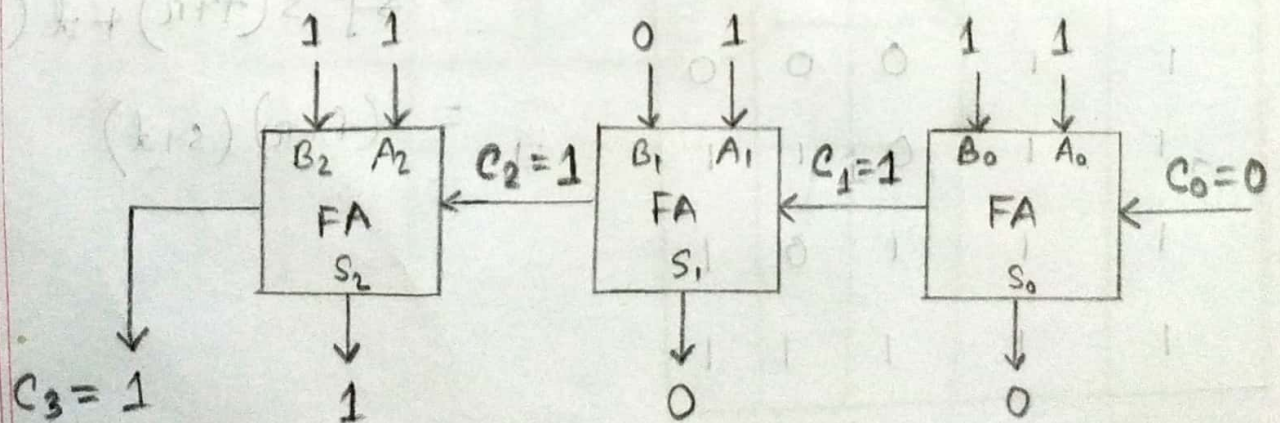 1 1 0 1 1 1
B₂ A₂ B₁ A₁ B₀ A₀
C₂=1 C₁=1 C₀=0
FA FA FA
S₂ S₁ S₀
C₃= 1 1 0 0